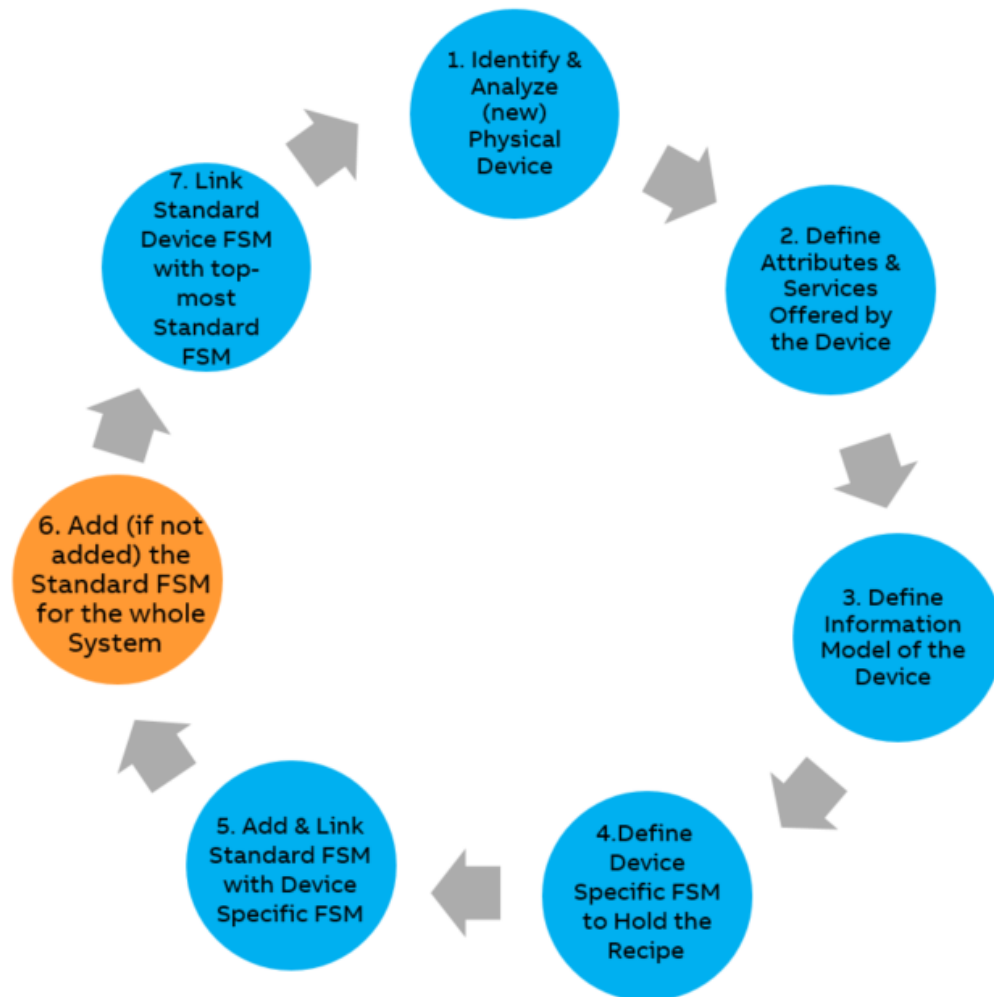 1. Identify &
Analyze
(new)
Physical
Device
2. Define
Attributes &
Services
Offered by
the Device
3. Define
Information
Model of the
Device
4.Define
Device
Specific FSM
to Hold the
Recipe
5. Add & Link
Standard FSM
with Device
Specific FSM
6. Add (if not
added) the
Standard FSM
for the whole
System
7. Link
Standard
Device FSM
with top-
most
Standard
FSM